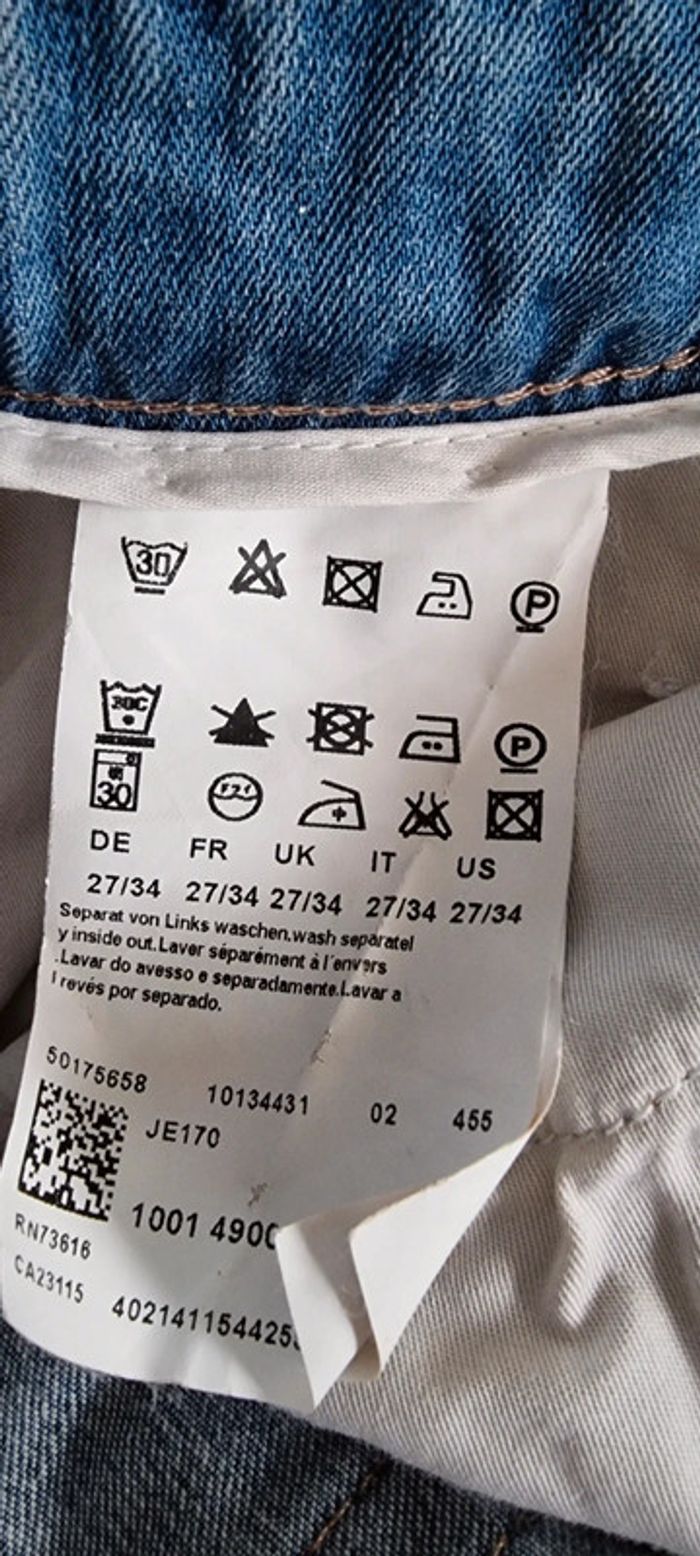 30 P
30C P
30
DE FR UK IT US
27/34 27/34 27/34 27/34 27/34
Separat von Links waschen.wash separatel
y inside out.Laver séparément à l'envers
.Lavar do avesso e separadamente.Lavar a
l revés por separado.
50175658 10134431 02 455
JE170
1001 4900
RN73616
CA23115
402141154425